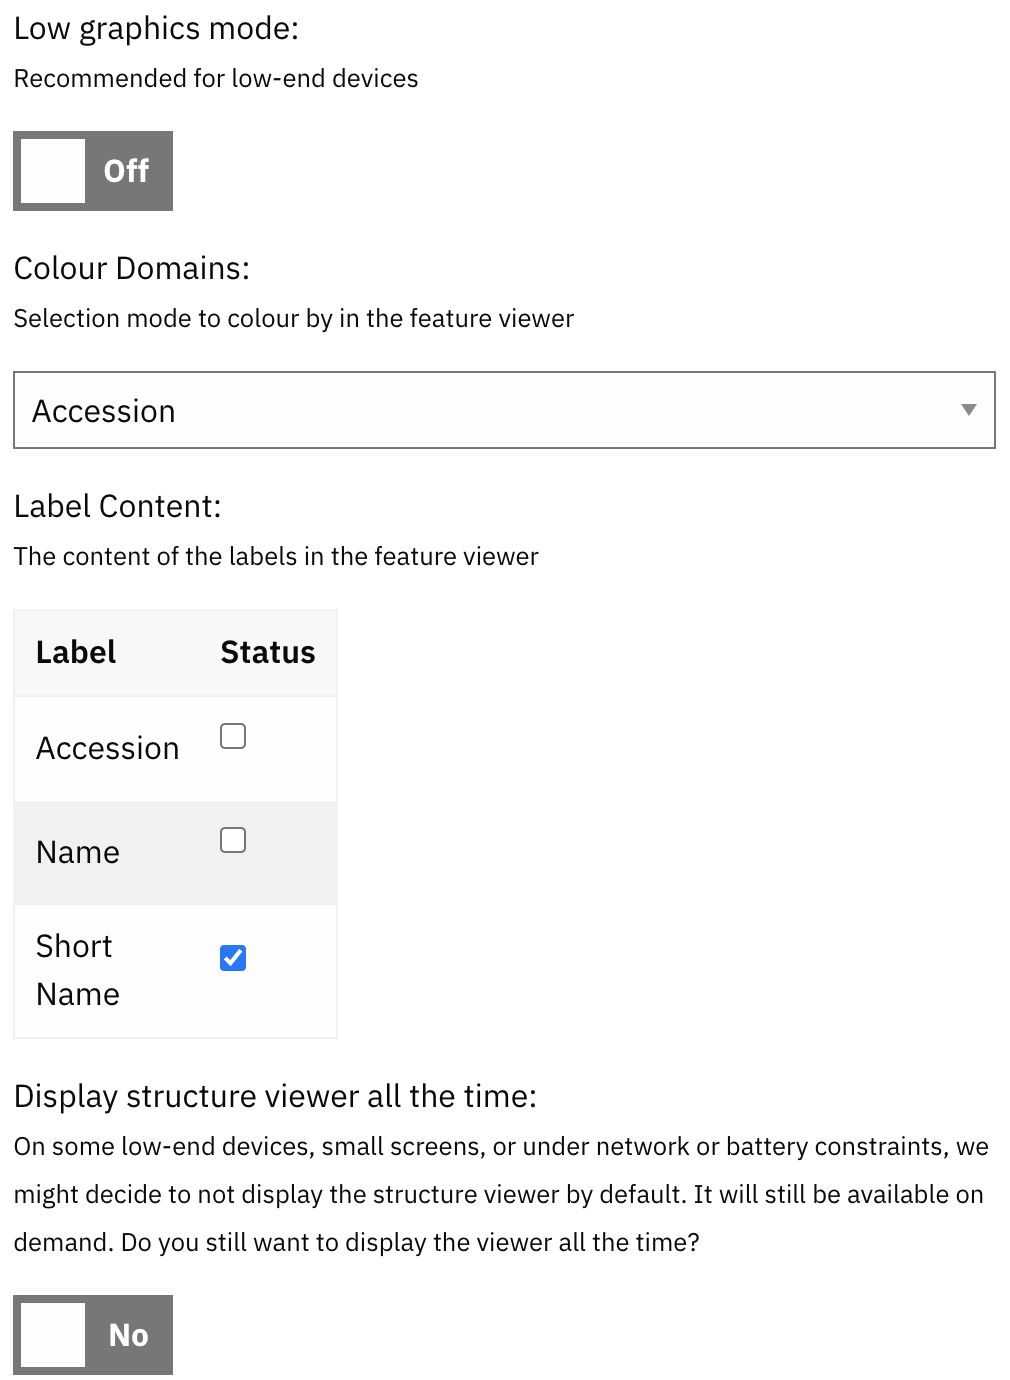 Low graphics mode:
Recommended for low-end devices
Off
Colour Domains:
Selection mode to colour by in the feature viewer
Accession
Label Content:
The content of the labels in the feature viewer
Label Status
Accession
Name
Short
Name
Display structure viewer all the time:
On some low-end devices, small screens, or under network or battery constraints, we
might decide to not display the structure viewer by default. It will still be available on
demand. Do you still want to display the viewer all the time?
No